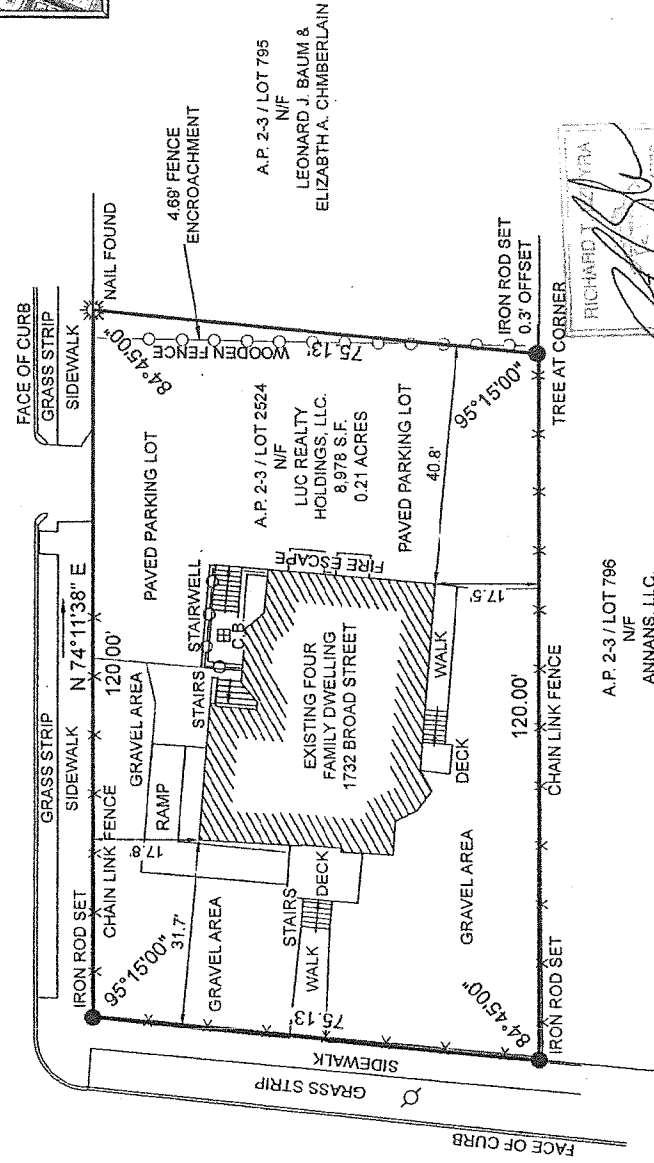 FACE OF CURB
GRASS STRIP
SIDEWALK
GRASS STRIP
SIDEWALK
N 74°11'38" E
120.00'
IRON ROD SET
CHAIN LINK FENCE
NAIL FOUND
95°15'00"
84°45'00"
4.69' FENCE
ENCROACHMENT
A.P. 2-3 / LOT 795
N/F
LEONARD J. BAUM &
ELIZABTH A. CHMBERLAIN
GRAVEL AREA
PAVED PARKING LOT
RAMP
STAIRS
STAIRWELL
C.B
17.8'
31.7'
GRAVEL AREA
WOODEN FENCE
75.13'
A.P. 2-3 / LOT 2524
N/F
LUC REALTY
HOLDINGS, LLC.
8,978 S.F.
0.21 ACRES
FIRE ESCAPE
EXISTING FOUR
FAMILY DWELLING
1732 BROAD STREET
STAIRS
DECK
WALK
75.13'
SIDEWALK
GRASS STRIP
FACE OF CURB
PAVED PARKING LOT
40.8'
WALK
DECK
17.5'
GRAVEL AREA
84°45'00"
95°15'00"
IRON ROD SET
120.00'
CHAIN LINK FENCE
IRON ROD SET
0.3' OFFSET
TREE AT CORNER
A.P. 2-3 / LOT 796
N/F
ANNANS, LLC.
RICHARD T.